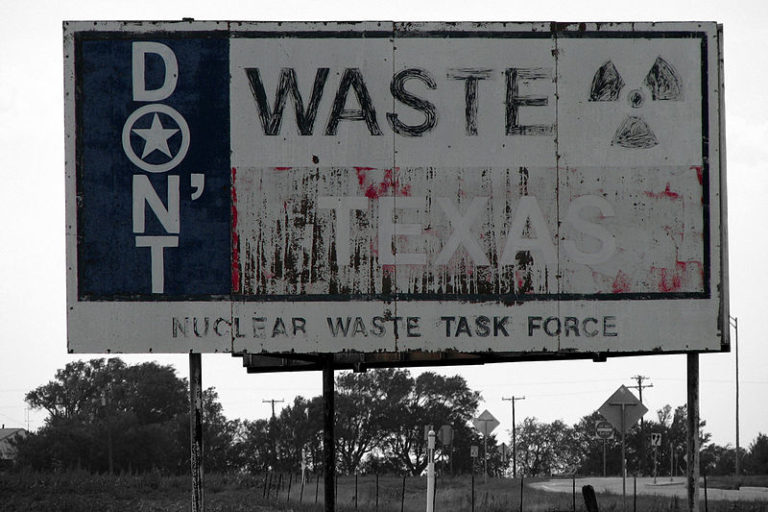 DON'T
WASTE
TEXAS
NUCLEAR WASTE TASK FORCE